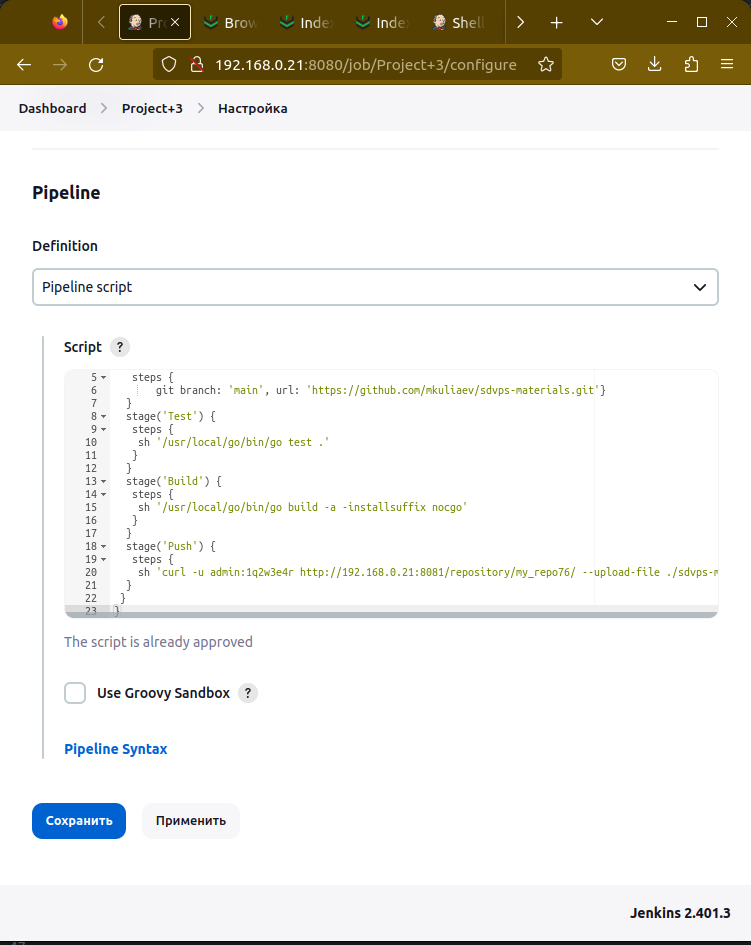 Pr
Brow
Inde
Inde
Shell
192.168.0.21:8080/job/Project+3/configure
Dashboard > Project+3 > Настройка
Pipeline
Definition
Pipeline script
Script ?
5 steps {
6 git branch: 'main', url: 'https://github.com/mkuliaev/sdvps-materials.git'}
7 }
8 stage('Test') {
9 steps {
10 sh '/usr/local/go/bin/go test .'
11 }
12 }
13 stage('Build') {
14 steps {
15 sh '/usr/local/go/bin/go build -a -installsuffix nocgo'
16 }
17 }
18 stage('Push') {
19 steps {
20 sh 'curl -u admin:1q2w3e4r http://192.168.0.21:8081/repository/my_repo76/ --upload-file ./sdvps-m
21 }
22 }
23 }
The script is already approved
Use Groovy Sandbox ?
Pipeline Syntax
Сохранить
Применить
Jenkins 2.401.3